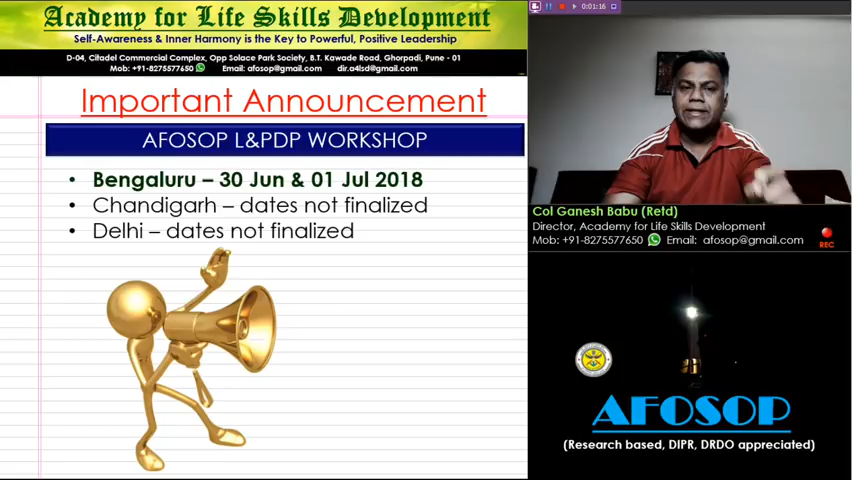 Academy for Life Skills Development
Self-Awareness & Inner Harmony is the Key to Powerful, Positive Leadership
D-04, Citadel Commercial Complex, Opp Solace Park Society, B.T. Kawade Road, Ghorpadi, Pune - 01
Mob: +91-8275577650 Email: afosop@gmail.com dir.a4lsd@gmail.com
Important Announcement
AFOSOP L&PDP WORKSHOP
• Bengaluru – 30 Jun & 01 Jul 2018
• Chandigarh – dates not finalized
• Delhi – dates not finalized
0:01:16
Col Ganesh Babu (Retd)
Director, Academy for Life Skills Development
Mob: +91-8275577650 Email: afosop@gmail.com
REC
AFOSOP
(Research based, DIPR, DRDO appreciated)